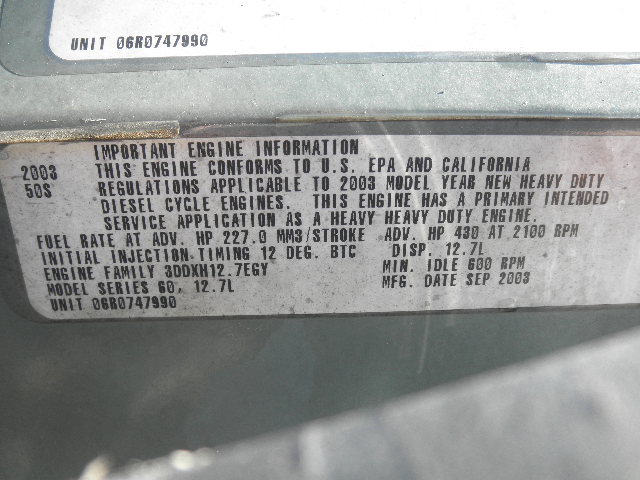 UNIT 06R0747990
IMPORTANT ENGINE INFORMATION
2003 THIS ENGINE CONFORMS TO U.S. EPA AND CALIFORNIA
50S REGULATIONS APPLICABLE TO 2003 MODEL YEAR NEW HEAVY DUTY
DIESEL CYCLE ENGINES. THIS ENGINE HAS A PRIMARY INTENDED
SERVICE APPLICATION AS A HEAVY HEAVY DUTY ENGINE.
FUEL RATE AT ADV. HP 227.0 MM3/STROKE ADV. HP 430 AT 2100 RPM
INITIAL INJECTION TIMING 12 DEG. BTC DISP. 12.7L
ENGINE FAMILY 3DDXH12.7EGY MIN. IDLE 600 RPM
MODEL SERIES 60, 12.7L MFG. DATE SEP 2003
UNIT 06R0747990